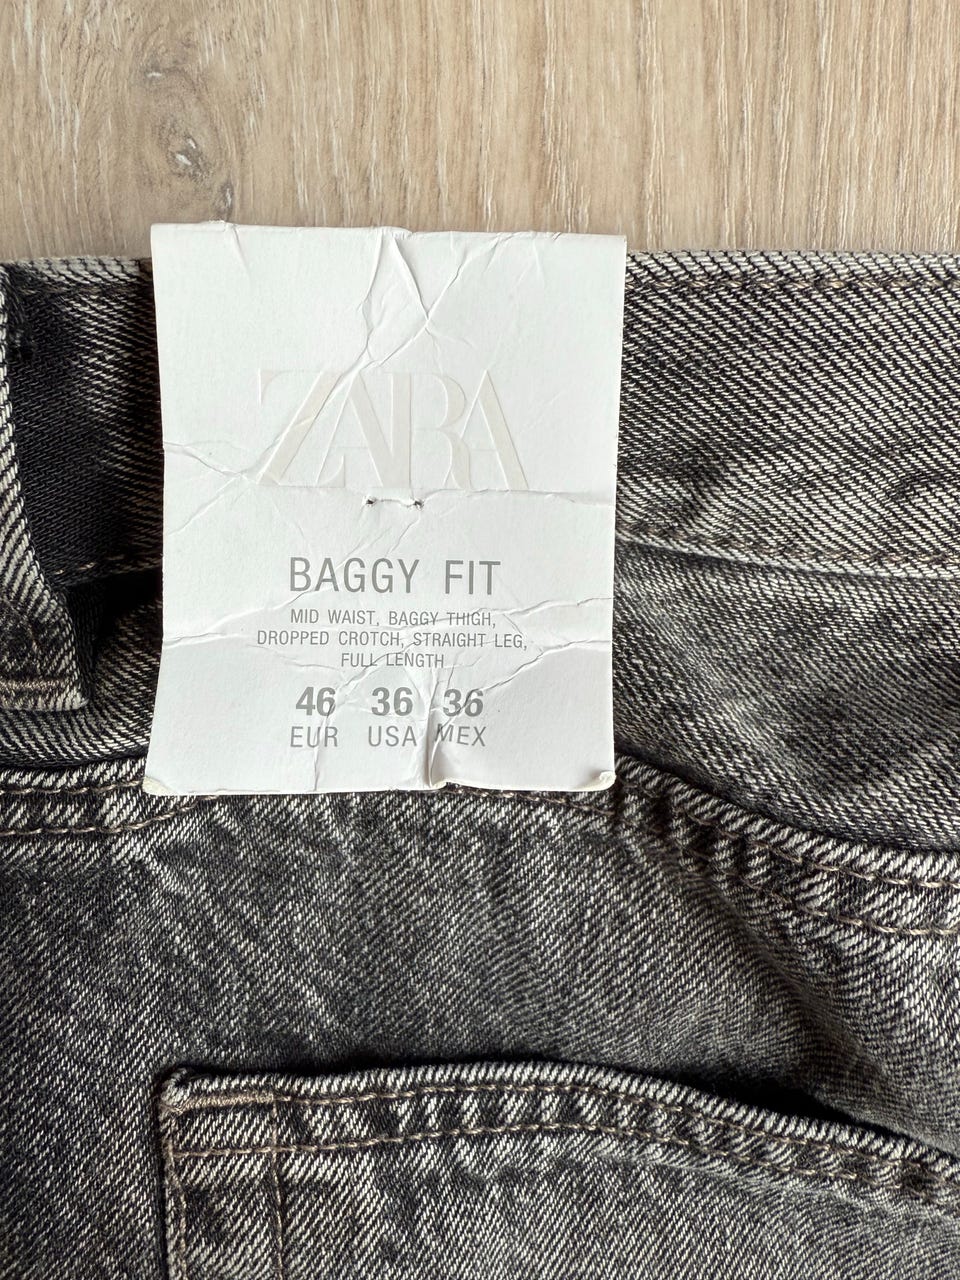 ZARA
BAGGY FIT
MID WAIST, BAGGY THIGH,
DROPPED CROTCH, STRAIGHT LEG,
FULL LENGTH
46 36 36
EUR USA MEX